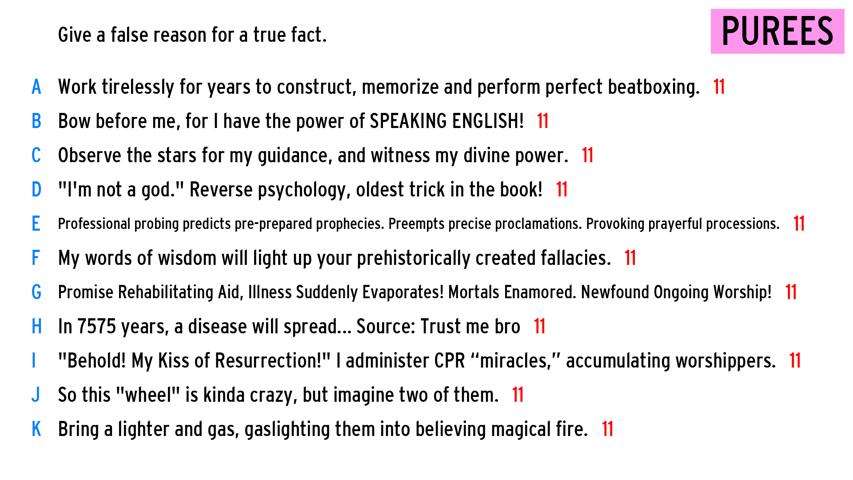 Give a false reason for a true fact.
PUREES
A Work tirelessly for years to construct, memorize and perform perfect beatboxing. 11
B Bow before me, for I have the power of SPEAKING ENGLISH! 11
C Observe the stars for my guidance, and witness my divine power. 11
D "I'm not a god." Reverse psychology, oldest trick in the book! 11
E Professional probing predicts pre-prepared prophecies. Preempts precise proclamations. Provoking prayerful processions. 11
F My words of wisdom will light up your prehistorically created fallacies. 11
G Promise Rehabilitating Aid, Illness Suddenly Evaporates! Mortals Enamored. Newfound Ongoing Worship! 11
H In 7575 years, a disease will spread... Source: Trust me bro 11
I "Behold! My Kiss of Resurrection!" I administer CPR “miracles,” accumulating worshippers. 11
J So this "wheel" is kinda crazy, but imagine two of them. 11
K Bring a lighter and gas, gaslighting them into believing magical fire. 11